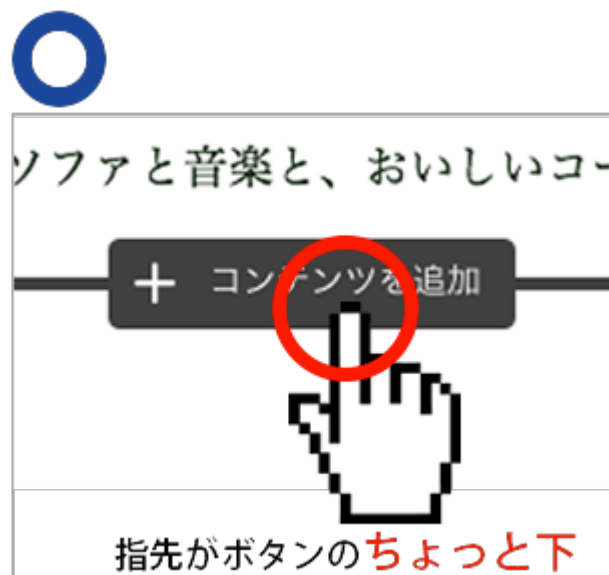 ソファと音楽と、おいしいコー
+ コンテンツを追加
指先がボタンのちょっと下